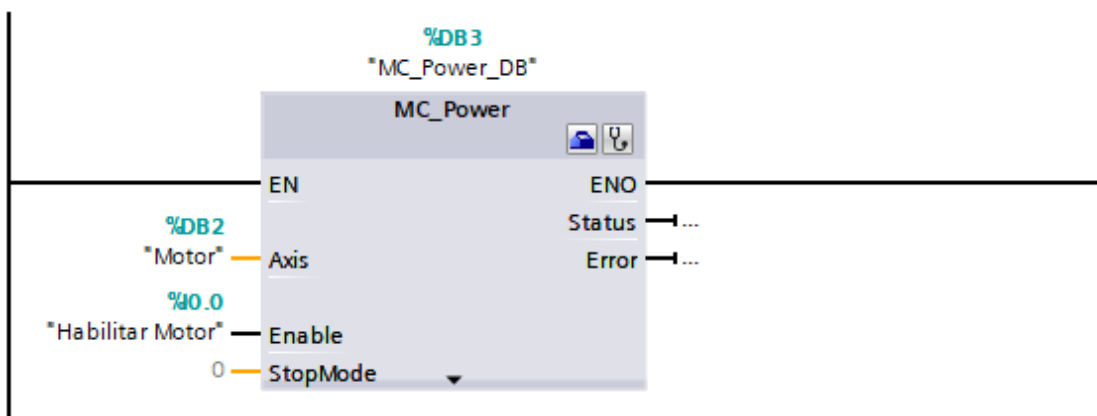 %DB3
"MC_Power_DB"
MC_Power
EN ENO
%DB2 Status ...
"Motor" Axis Error ...
%I0.0
"Habilitar Motor" Enable
0 StopMode